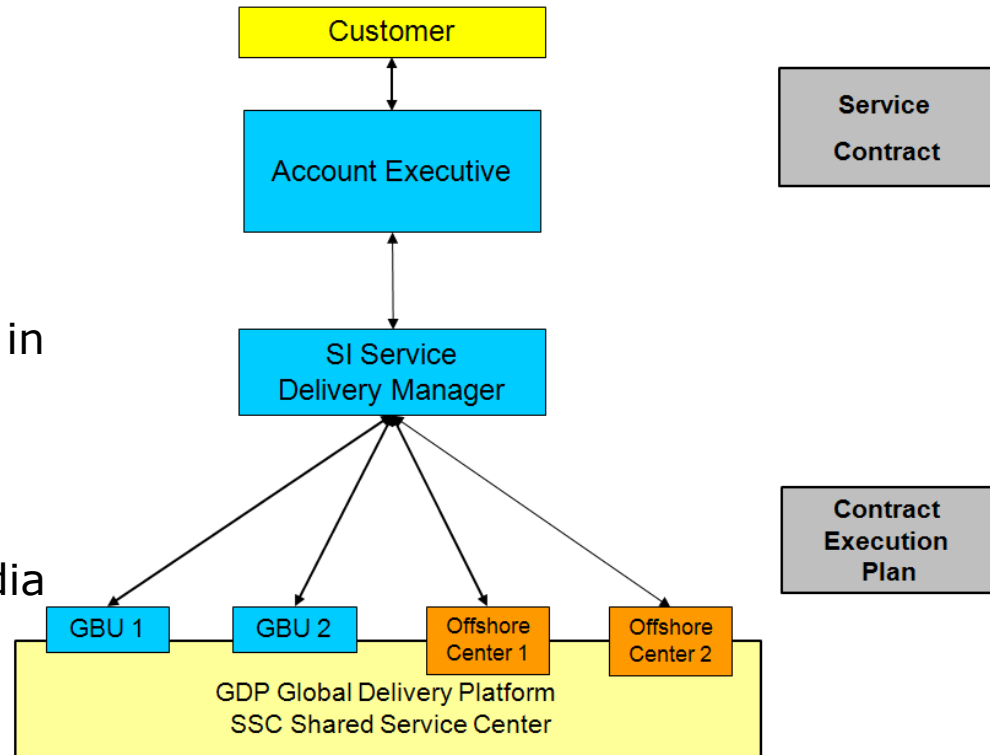 Customer
Service
Contract
Account Executive
in
SI Service
Delivery Manager
Contract
Execution
Plan
dia
GBU 1
GBU 2
Offshore
Center 1
Offshore
Center 2
GDP Global Delivery Platform
SSC Shared Service Center